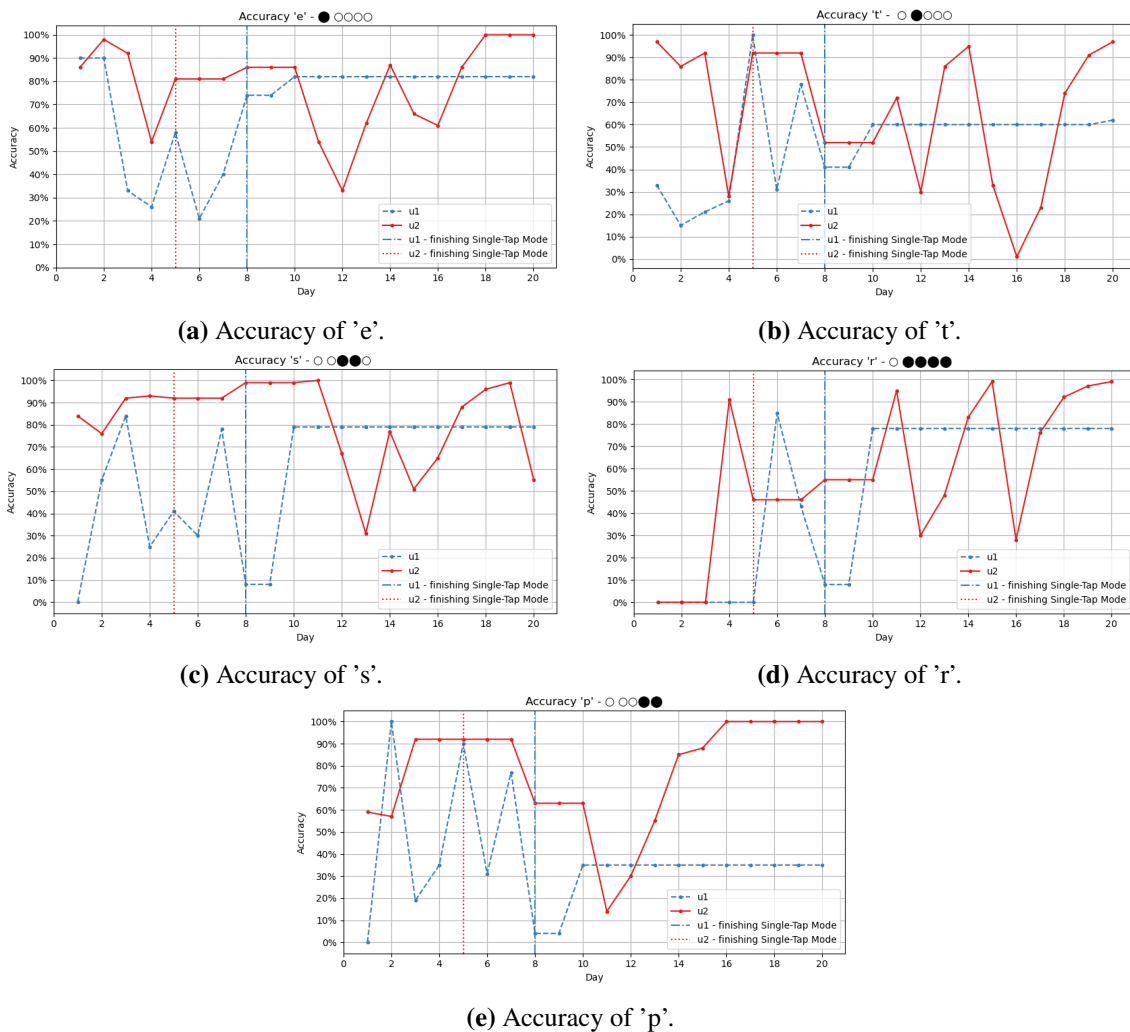 Accuracy 'e' - ● ○○○○
100%
90%
80%
70%
60%
50%
40%
30%
20%
10%
0%
Accuracy
u1
u2
u1 - finishing Single-Tap Mode
u2 - finishing Single-Tap Mode
0 2 4 6 8 10 12 14 16 18 20
Day
(a) Accuracy of ’e’.
Accuracy 't' - ○ ●○○○
100%
90%
80%
70%
60%
50%
40%
30%
20%
10%
0%
Accuracy
u1
u2
u1 - finishing Single-Tap Mode
u2 - finishing Single-Tap Mode
0 2 4 6 8 10 12 14 16 18 20
Day
(b) Accuracy of ’t’.
Accuracy 's' - ○ ○●●○
100%
90%
80%
70%
60%
50%
40%
30%
20%
10%
0%
Accuracy
u1
u2
u1 - finishing Single-Tap Mode
u2 - finishing Single-Tap Mode
0 2 4 6 8 10 12 14 16 18 20
Day
(c) Accuracy of ’s’.
Accuracy 'r' - ○ ●●●●
100%
90%
80%
70%
60%
50%
40%
30%
20%
10%
0%
Accuracy
u1
u2
u1 - finishing Single-Tap Mode
u2 - finishing Single-Tap Mode
0 2 4 6 8 10 12 14 16 18 20
Day
(d) Accuracy of ’r’.
Accuracy 'p' - ○ ○○●●
100%
90%
80%
70%
60%
50%
40%
30%
20%
10%
0%
Accuracy
u1
u2
u1 - finishing Single-Tap Mode
u2 - finishing Single-Tap Mode
0 2 4 6 8 10 12 14 16 18 20
Day
(e) Accuracy of ’p’.